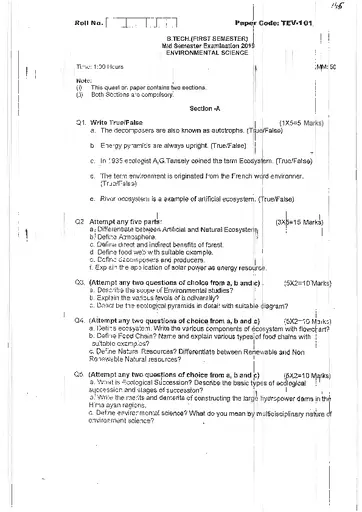 Roll No.
Paper Code: TEV-101
B.TECH.(FIRST SEMESTER)
Mid Semester Examination 2019
ENVIRONMENTAL SCIENCE
Time: 1:30 Hours
MM: 50
Note:
(i) This question paper contains two sections.
(ii) Both Sections are compulsory.
Section -A
Q1. Write True/False (1X5=5 Marks)
a. The decomposers are also known as autotrophs. (True/False)
b. Energy pyramids are always upright. (True/False)
c. In 1935 ecologist A.G.Tansely coined the term Ecosystem. (True/False)
d. The term environment is originated from the French word environner.
(True/False)
e. River ecosystem is a example of artificial ecosystem. (True/False)
Q2. Attempt any five parts: (3X5=15 Marks)
a. Differentiate between Artificial and Natural Ecosystem.
b. Define Atmosphere.
c. Define direct and indirect benefits of forest.
d. Define food web with suitable example.
e. Define decomposers and producers.
f. Explain the application of solar power as energy resource.
Q3. (Attempt any two questions of choice from a, b and c) (5X2=10 Marks)
a. Describe the scope of Environmental studies?
b. Explain the various levels of biodiversity?
c. Describe the ecological pyramids in detail with suitable diagram?
Q4. (Attempt any two questions of choice from a, b and c) (5X2=10 Marks)
a. Define ecosystem. Write the various components of ecosystem with flowchart?
b. Define Food Chain? Name and explain various types of food chains with
suitable examples?
c. Define Natural Resources? Differentiate between Renewable and Non
Renewable Natural resources?
Q5. (Attempt any two questions of choice from a, b and c) (5X2=10 Marks)
a. What is Ecological Succession? Describe the basic types of ecological
succession and stages of succession?
b. Write the merits and demerits of constructing the large hydropower dams in the
Himalayan regions.
c. Define environmental science? What do you mean by multidisciplinary nature of
environment science?